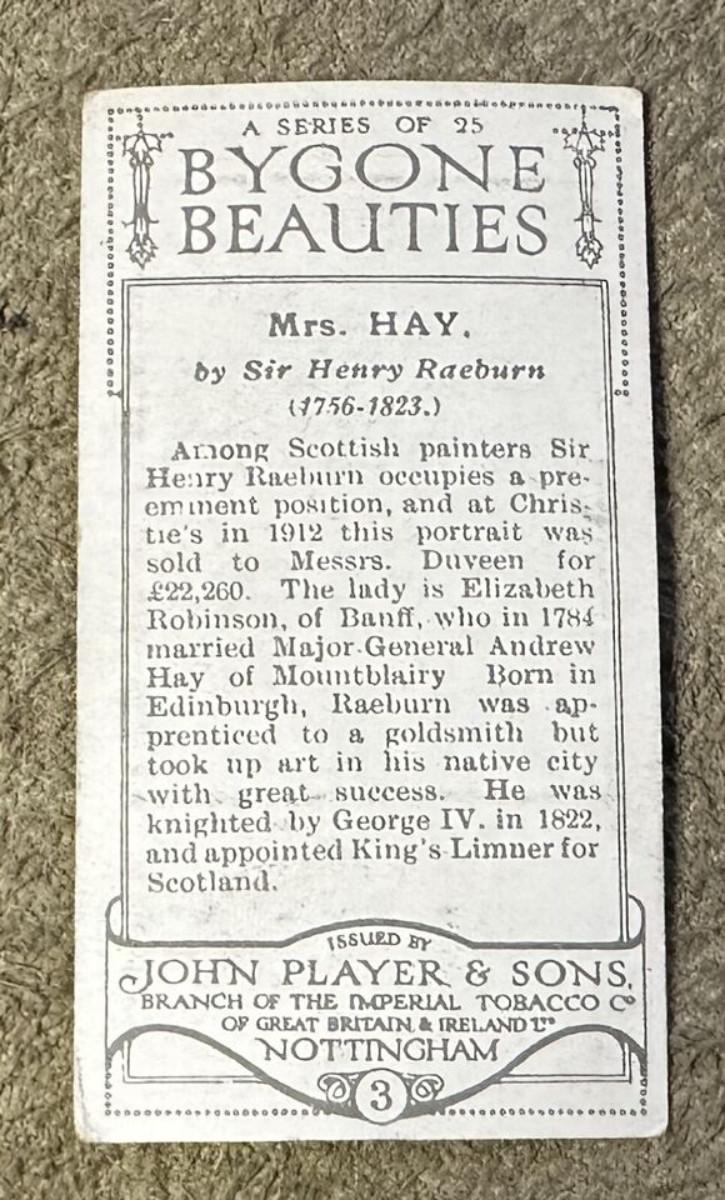 A SERIES OF 25
BYGONE
BEAUTIES
Mrs. HAY.
by Sir Henry Raeburn
(1756-1823.)
Among Scottish painters Sir
Henry Raeburn occupies a pre-
eminent position, and at Chris-
tie's in 1912 this portrait was
sold to Messrs. Duveen for
£22,260. The lady is Elizabeth
Robinson, of Banff, who in 1784
married Major-General Andrew
Hay of Mountblairy Born in
Edinburgh, Raeburn was ap-
prenticed to a goldsmith but
took up art in his native city
with great success. He was
knighted by George IV. in 1822,
and appointed King's Limner for
Scotland.
ISSUED BY
JOHN PLAYER & SONS,
BRANCH OF THE IMPERIAL TOBACCO Cº
OF GREAT BRITAIN & IRELAND Lᵀᴰ
NOTTINGHAM
3